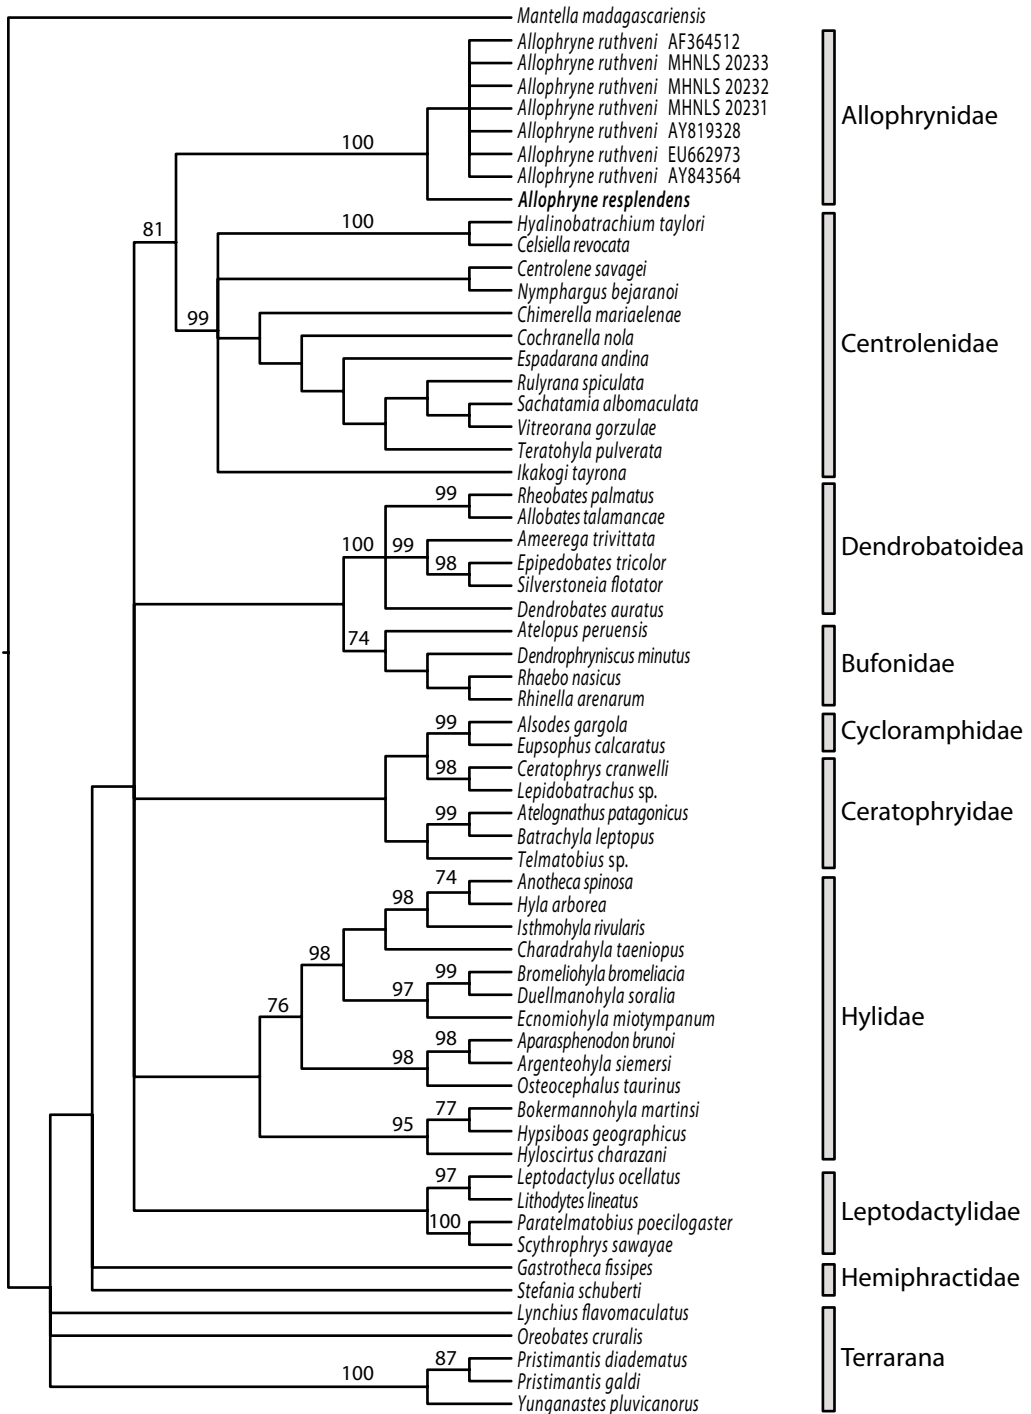 Mantella madagascariensis
Allophryne ruthveni AF364512
Allophryne ruthveni MHNLS 20233
Allophryne ruthveni MHNLS 20232
Allophryne ruthveni MHNLS 20231
Allophryne ruthveni AY819328
Allophryne ruthveni EU662973
Allophryne ruthveni AY843564
Allophryne resplendens
Allophrynidae
100
81
Hyalinobatrachium taylori
Celsiella revocata
Centrolene savagei
Nymphargus bejaranoi
Chimerella mariaelenae
Cochranella nola
Espadarana andina
Rulyrana spiculata
Sachatamia albomaculata
Vitreorana gorzulae
Teratohyla pulverata
Ikakogi tayrona
Centrolenidae
100
99
Rheobates palmatus
Allobates talamancae
Ameerega trivittata
Epipedobates tricolor
Silverstoneia flotator
Dendrobates auratus
Dendrobatoidea
99
100
99
98
Atelopus peruensis
Dendrophryniscus minutus
Rhaebo nasicus
Rhinella arenarum
Bufonidae
74
Alsodes gargola
Eupsophus calcaratus
Cycloramphidae
99
Ceratophrys cranwelli
Lepidobatrachus sp.
Atelognathus patagonicus
Batrachyla leptopus
Telmatobius sp.
Ceratophryidae
98
99
Anotheca spinosa
Hyla arborea
Isthmohyla rivularis
Charadrahyla taeniopus
Bromeliohyla bromeliacia
Duellmanohyla soralia
Ecnomiohyla miotympanum
Aparasphenodon brunoi
Argenteohyla siemersi
Osteocephalus taurinus
Bokermannohyla martinsi
Hypsiboas geographicus
Hyloscirtus charazani
Hylidae
74
98
98
99
97
76
98
98
77
95
Leptodactylus ocellatus
Lithodytes lineatus
Paratelmatobius poecilogaster
Scythrophrys sawayae
Leptodactylidae
97
100
Gastrotheca fissipes
Stefania schuberti
Hemiphractidae
Lynchius flavomaculatus
Oreobates cruralis
Pristimantis diadematus
Pristimantis galdi
Yunganastes pluvicanorus
Terrarana
87
100